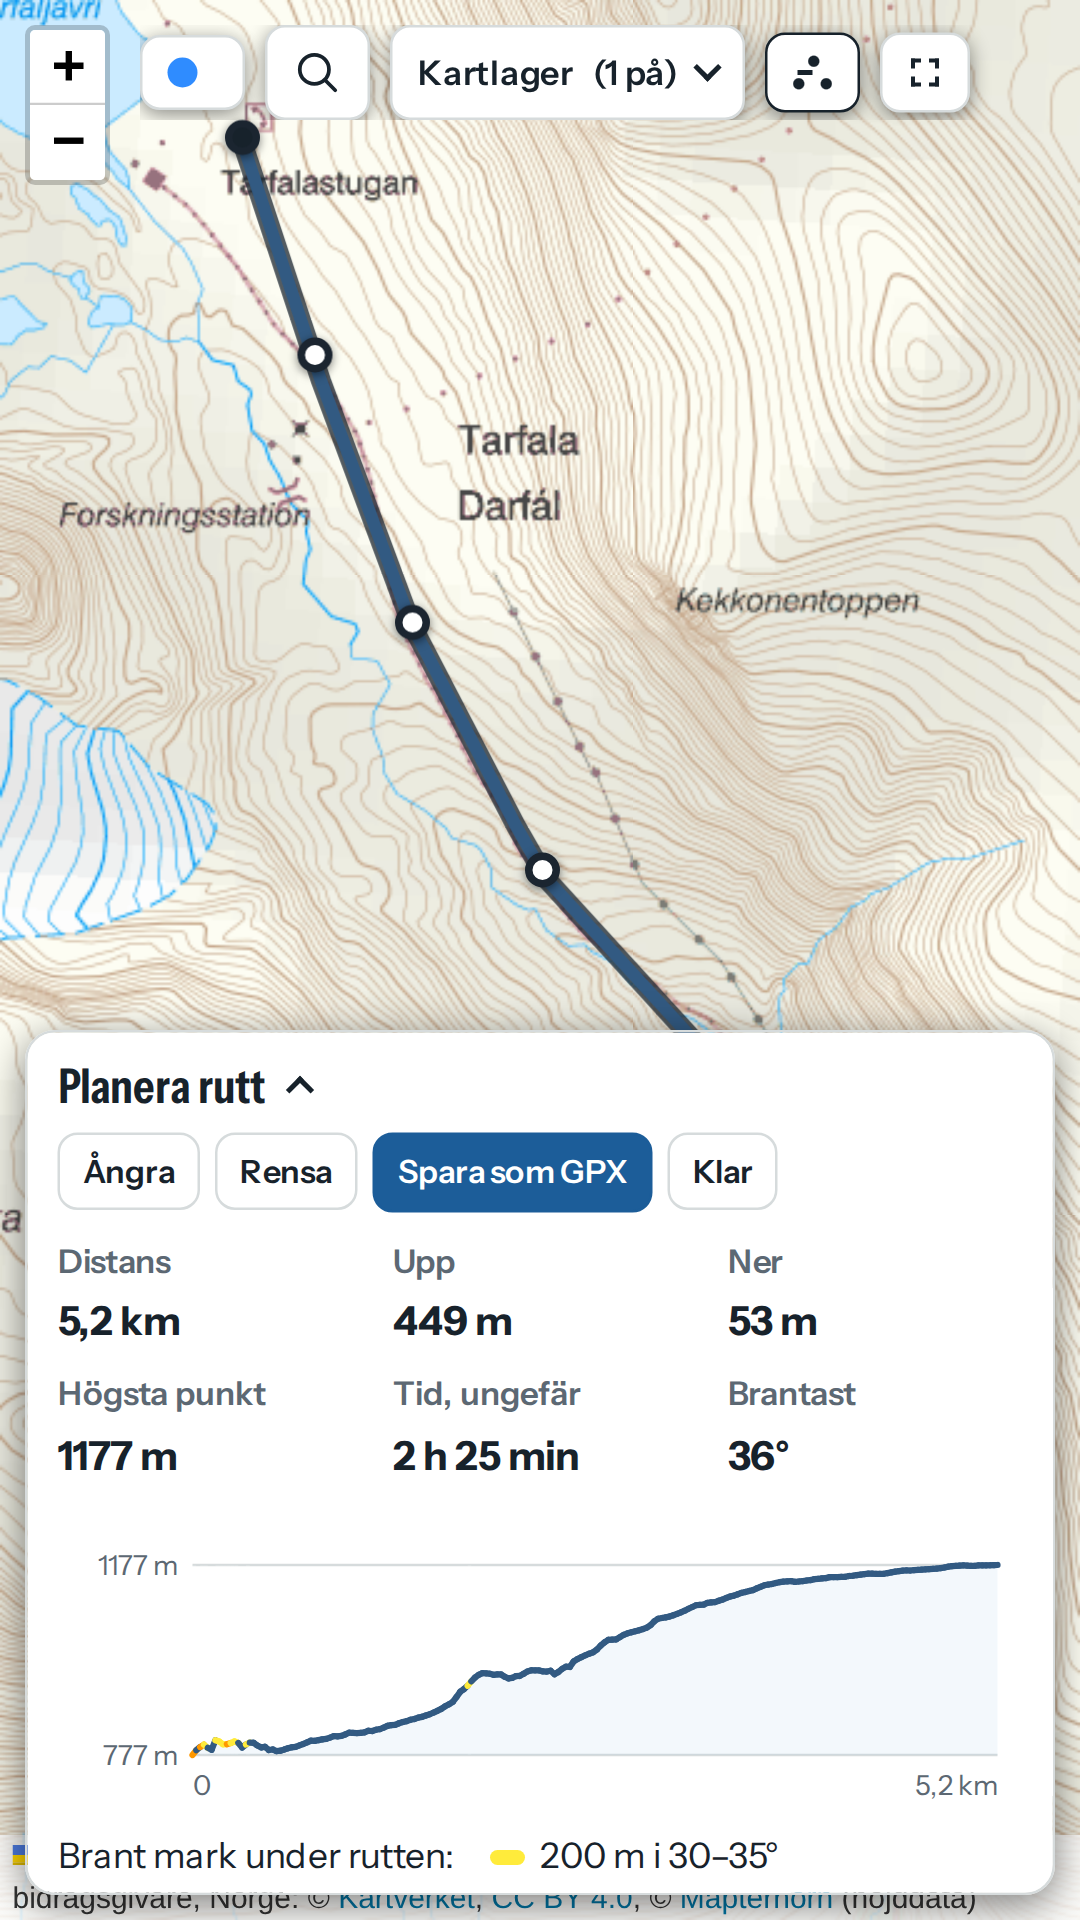 +
Kartlager (1 på)
−
Tarfalastugan
Tarfala
Darfál
Forskningsstation
Kekkonentoppen
Planera rutt
Ångra
Rensa
Spara som GPX
Klar
Distans
Upp
Ner
5,2 km
449 m
53 m
Högsta punkt
Tid, ungefär
Brantast
1177 m
2 h 25 min
36°
1177 m
777 m
0
5,2 km
Brant mark under rutten: 200 m i 30–35°
bidragsgivare, Norge: © Kartverket, CC BY 4.0, © Mapterhorn (höjddata)